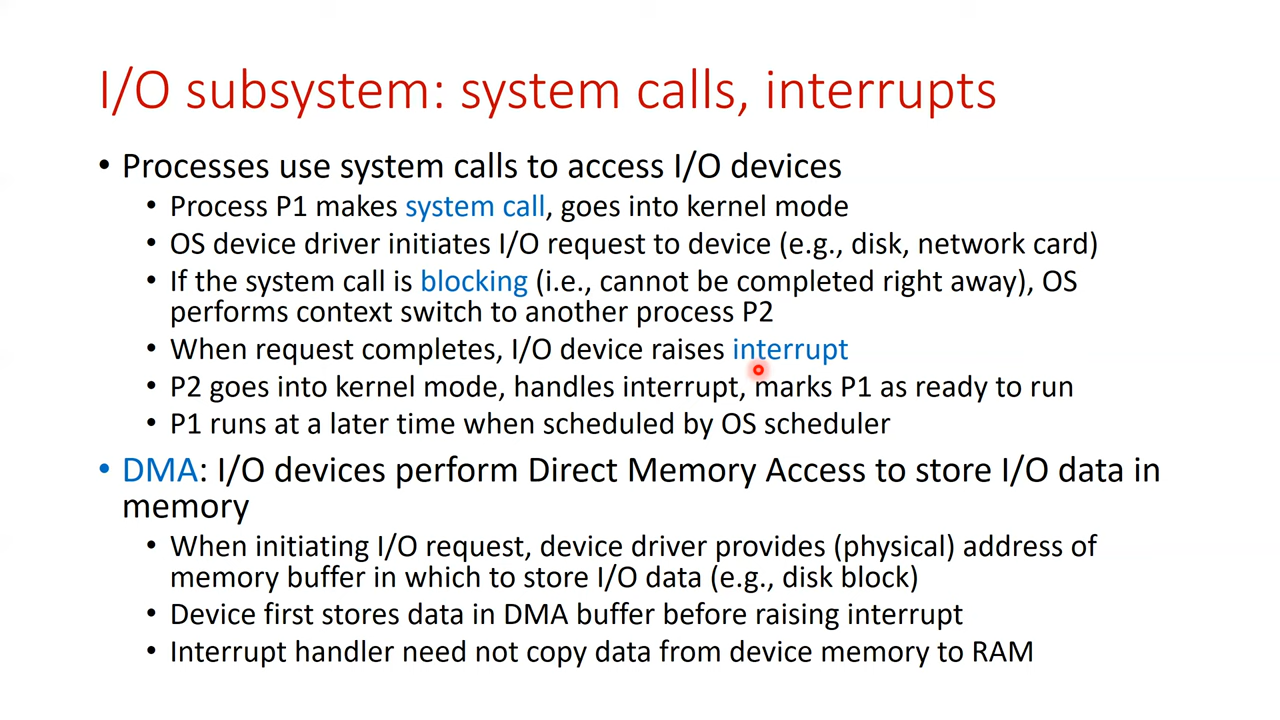 I/O subsystem: system calls, interrupts
• Processes use system calls to access I/O devices
• Process P1 makes system call, goes into kernel mode
• OS device driver initiates I/O request to device (e.g., disk, network card)
• If the system call is blocking (i.e., cannot be completed right away), OS
performs context switch to another process P2
• When request completes, I/O device raises interrupt
• P2 goes into kernel mode, handles interrupt, marks P1 as ready to run
• P1 runs at a later time when scheduled by OS scheduler
• DMA: I/O devices perform Direct Memory Access to store I/O data in
memory
• When initiating I/O request, device driver provides (physical) address of
memory buffer in which to store I/O data (e.g., disk block)
• Device first stores data in DMA buffer before raising interrupt
• Interrupt handler need not copy data from device memory to RAM